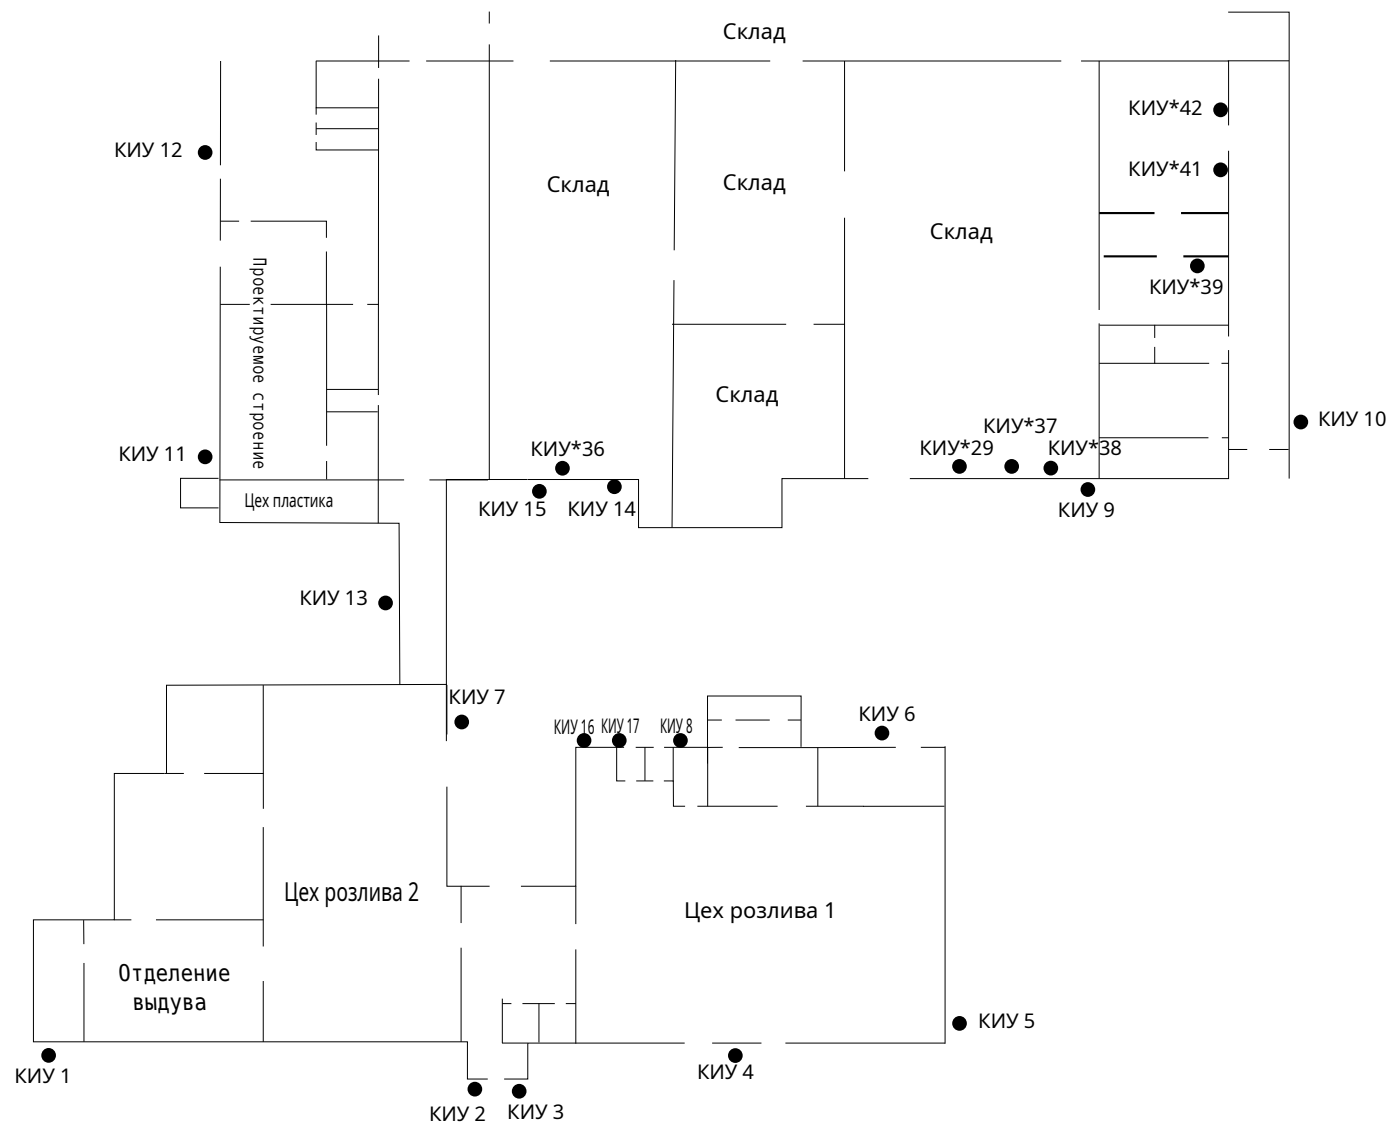 Склад
КИУ*42
КИУ 12
КИУ*41
Склад
Склад
Склад
Проектируемое строение
КИУ*39
Склад
КИУ 10
КИУ*37
КИУ 11
КИУ*36
КИУ*29
КИУ*38
Цех пластика
КИУ 15
КИУ 14
КИУ 9
КИУ 13
КИУ 7
КИУ 16
КИУ 17
КИУ 8
КИУ 6
Цех розлива 2
Цех розлива 1
Отделение
выдува
КИУ 5
КИУ 1
КИУ 4
КИУ 2
КИУ 3